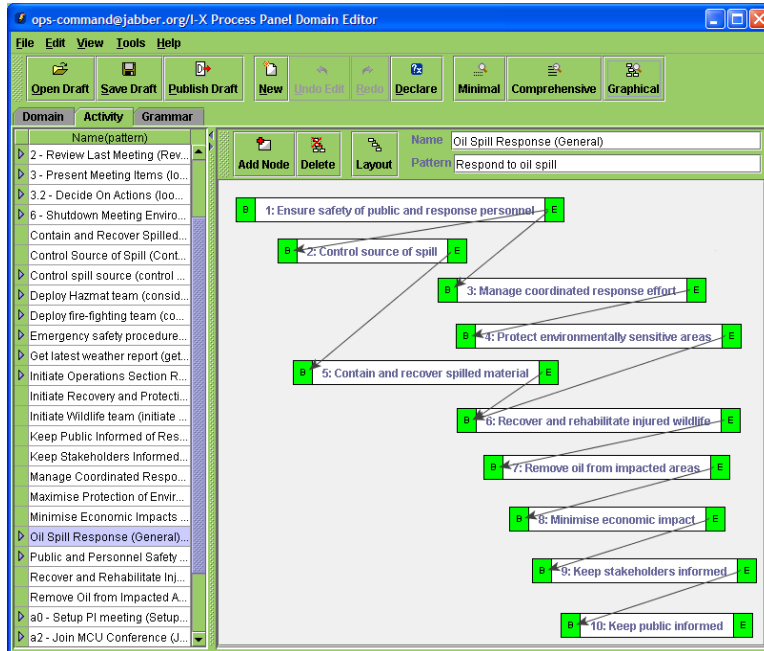 ops-command@jabber.org/I-X Process Panel Domain Editor
File Edit View Tools Help
Open Draft Save Draft Publish Draft New Undo Edit Redo Declare Minimal Comprehensive Graphical
Domain Activity Grammar
Name(pattern)
2 - Review Last Meeting (Rev...
3 - Present Meeting Items (lo...
3.2 - Decide On Actions (loo...
6 - Shutdown Meeting Enviro...
Contain and Recover Spilled...
Control Source of Spill (Cont...
Control spill source (control ...
Deploy Hazmat team (consid...
Deploy fire-fighting team (co...
Emergency safety procedure...
Get latest weather report (get...
Initiate Operations Section R...
Initiate Recovery and Protecti...
Initiate Wildlife team (initiate ...
Keep Public Informed of Res...
Keep Stakeholders Informed...
Manage Coordinated Respo...
Maximise Protection of Envir...
Minimise Economic Impacts ...
Oil Spill Response (General)...
Public and Personnel Safety ...
Recover and Rehabilitate Inj...
Remove Oil from Impacted A...
a0 - Setup PI meeting (Setup...
a2 - Join MCU Conference (J...
Add Node Delete Layout
Name Oil Spill Response (General)
Pattern Respond to oil spill
B 1: Ensure safety of public and response personnel E
B 2: Control source of spill E
B 3: Manage coordinated response effort E
B 4: Protect environmentally sensitive areas E
B 5: Contain and recover spilled material E
B 6: Recover and rehabilitate injured wildlife E
B 7: Remove oil from impacted areas E
B 8: Minimise economic impact E
B 9: Keep stakeholders informed E
B 10: Keep public informed E